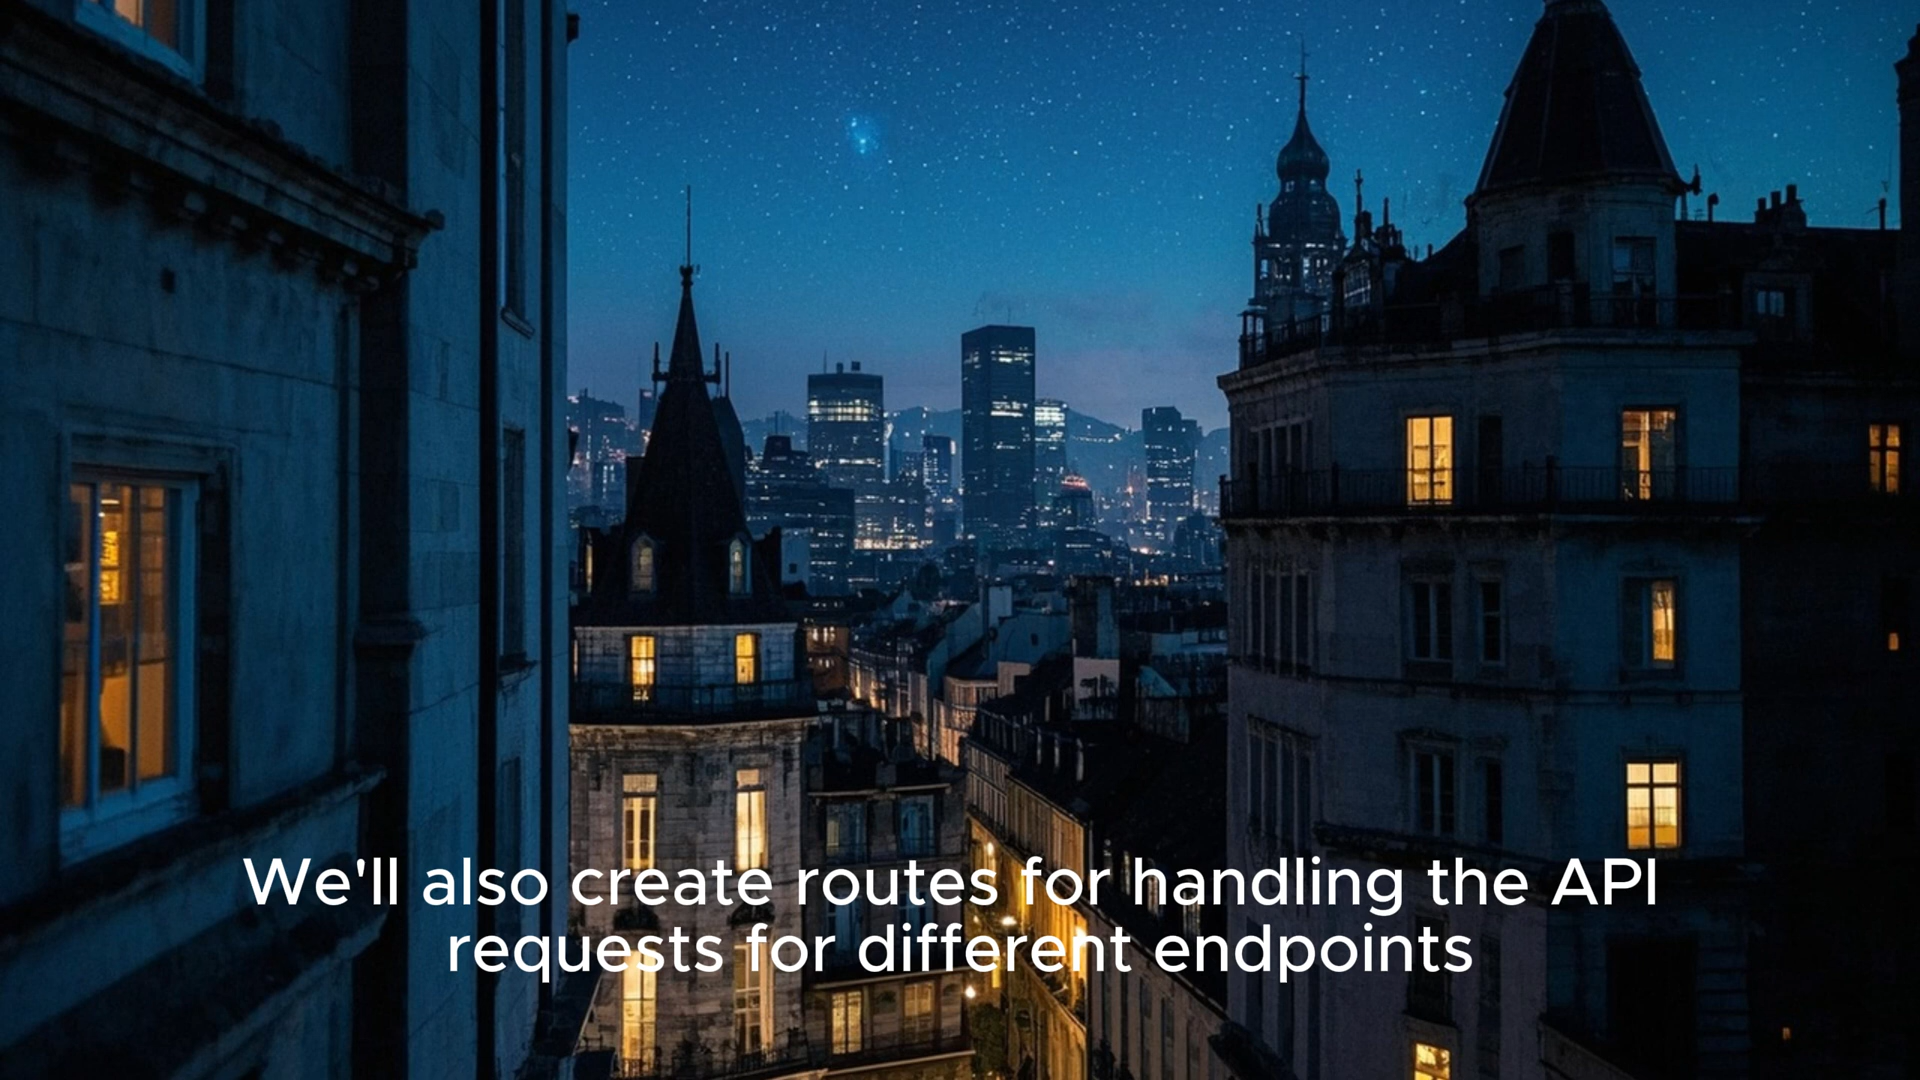 We'll also create routes for handling the API
requests for different endpoints